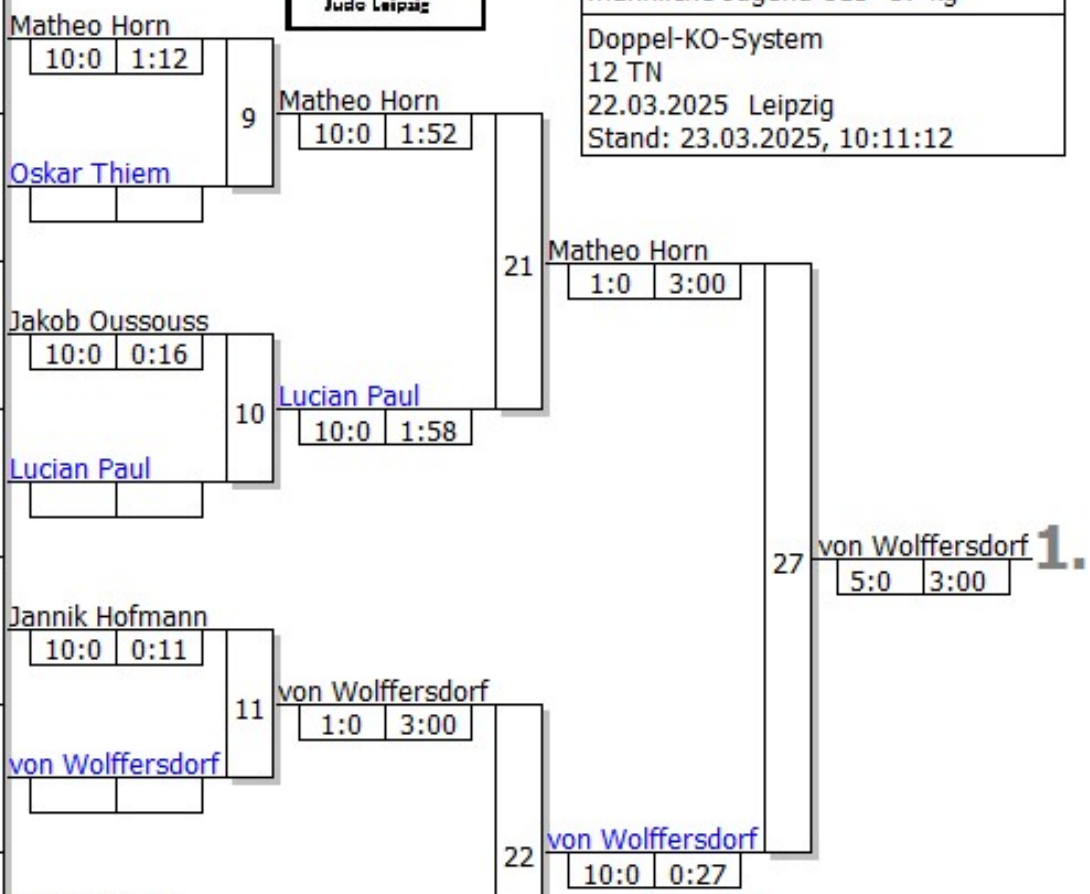 Judo Leipzig
Doppel-KO-System
12 TN
22.03.2025 Leipzig
Stand: 23.03.2025, 10:11:12
Matheo Horn
10:0 1:12
9
Oskar Thiem
Matheo Horn
10:0 1:52
Jakob Oussouss
10:0 0:16
10
Lucian Paul
Lucian Paul
10:0 1:58
21
Matheo Horn
1:0 3:00
Jannik Hofmann
10:0 0:11
11
von Wolffersdorf
von Wolffersdorf
1:0 3:00
22
von Wolffersdorf
10:0 0:27
27
von Wolffersdorf 1.
5:0 3:00